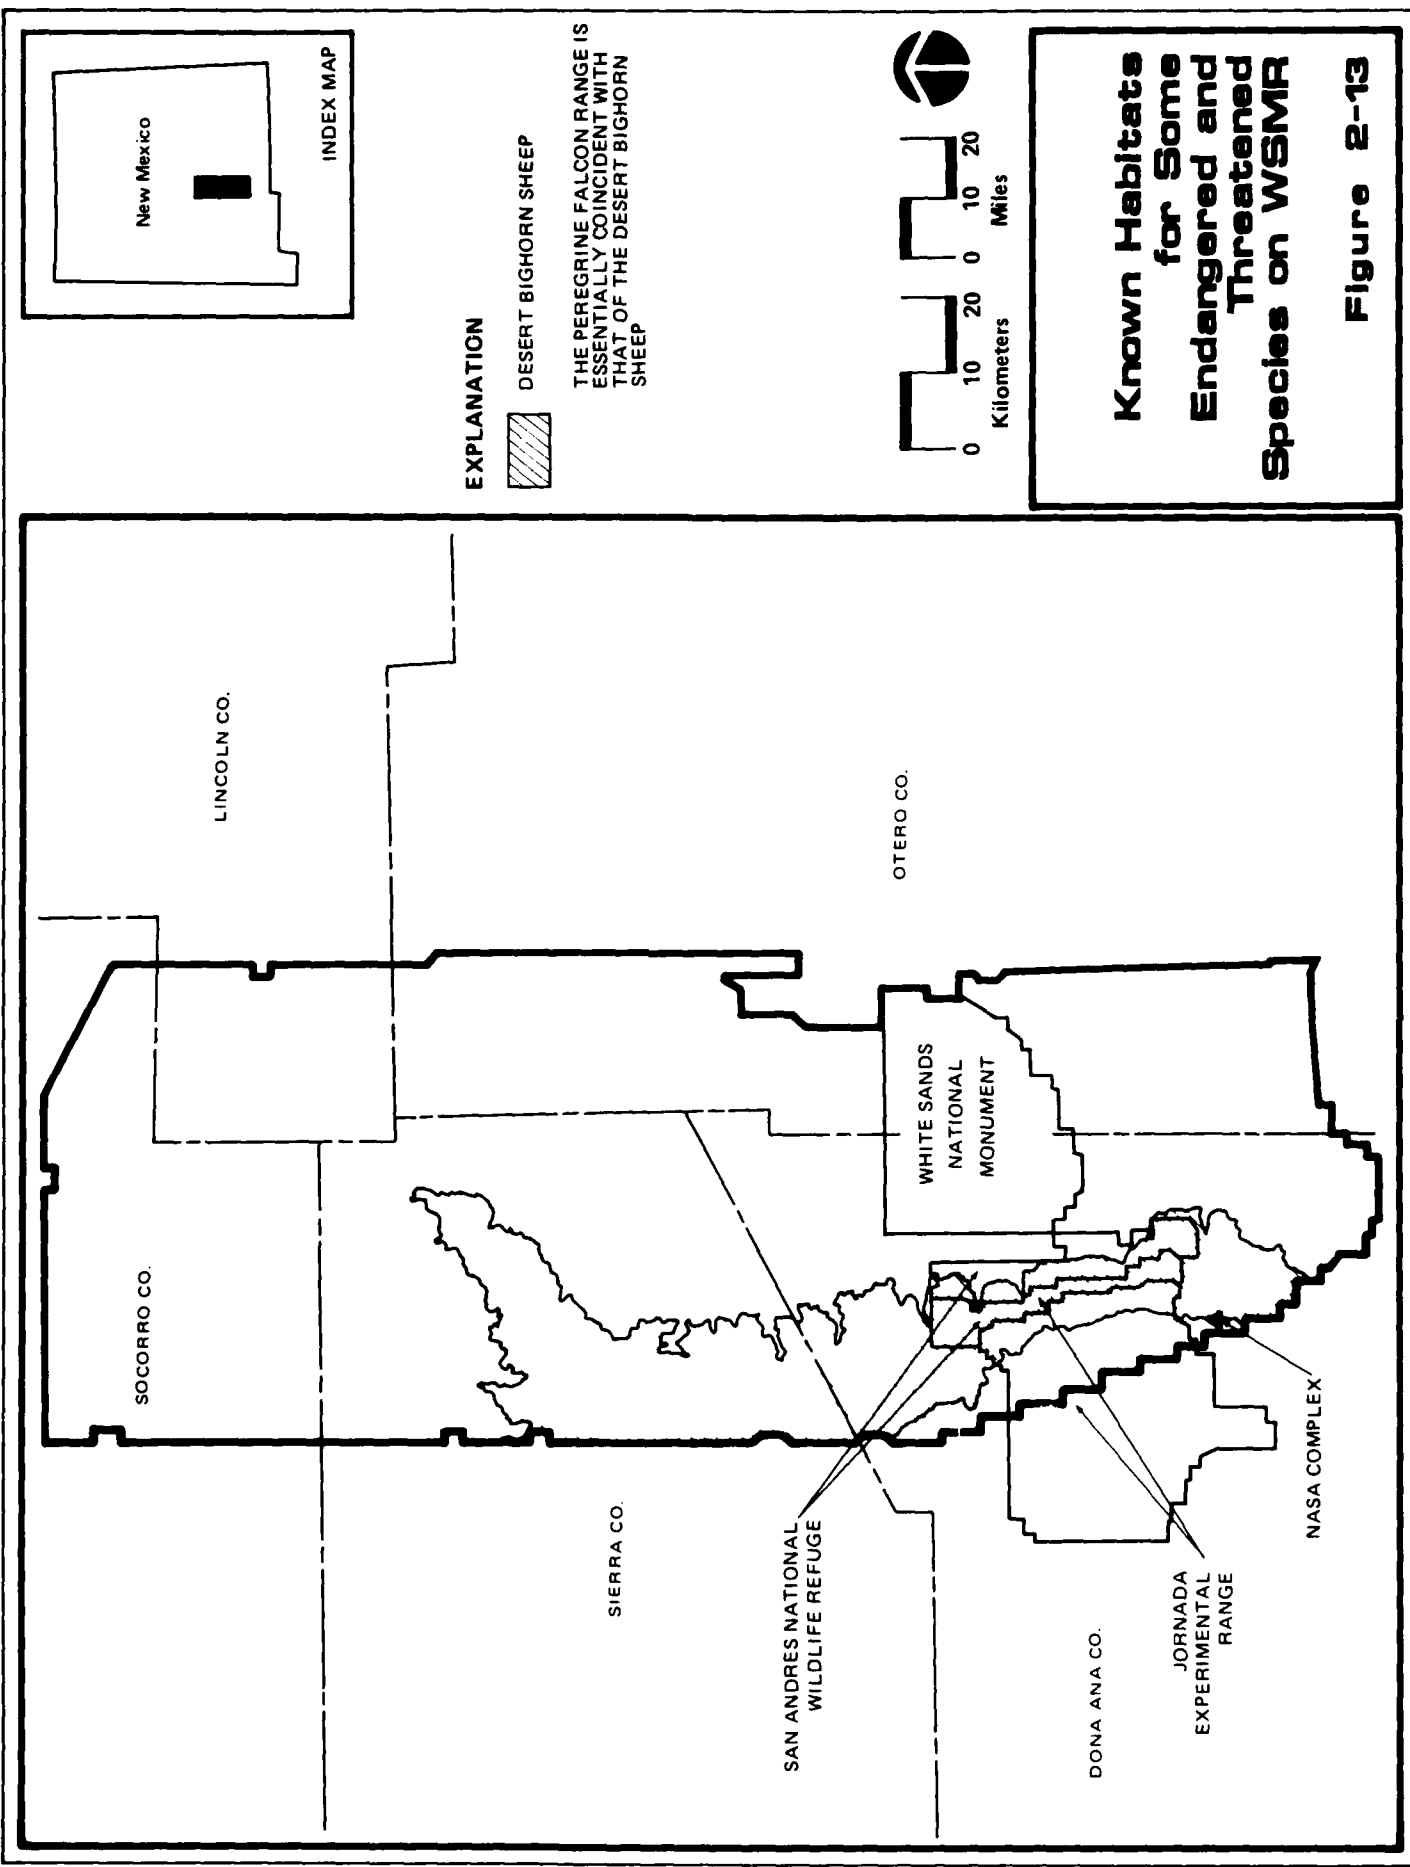 New Mexico
INDEX MAP
EXPLANATION
DESERT BIGHORN SHEEP
THE PEREGRINE FALCON RANGE IS
ESSENTIALLY COINCIDENT WITH
THAT OF THE DESERT BIGHORN
SHEEP
0 10 20
Kilometers
0 10 20
Miles
Known Habitats
for Some
Endangered and
Threatened
Species on WSMR
Figure 2-13
SOCORRO CO.
LINCOLN CO.
SIERRA CO.
OTERO CO.
WHITE SANDS
NATIONAL
MONUMENT
SAN ANDRES NATIONAL
WILDLIFE REFUGE
DONA ANA CO.
JORNADA
EXPERIMENTAL
RANGE
NASA COMPLEX